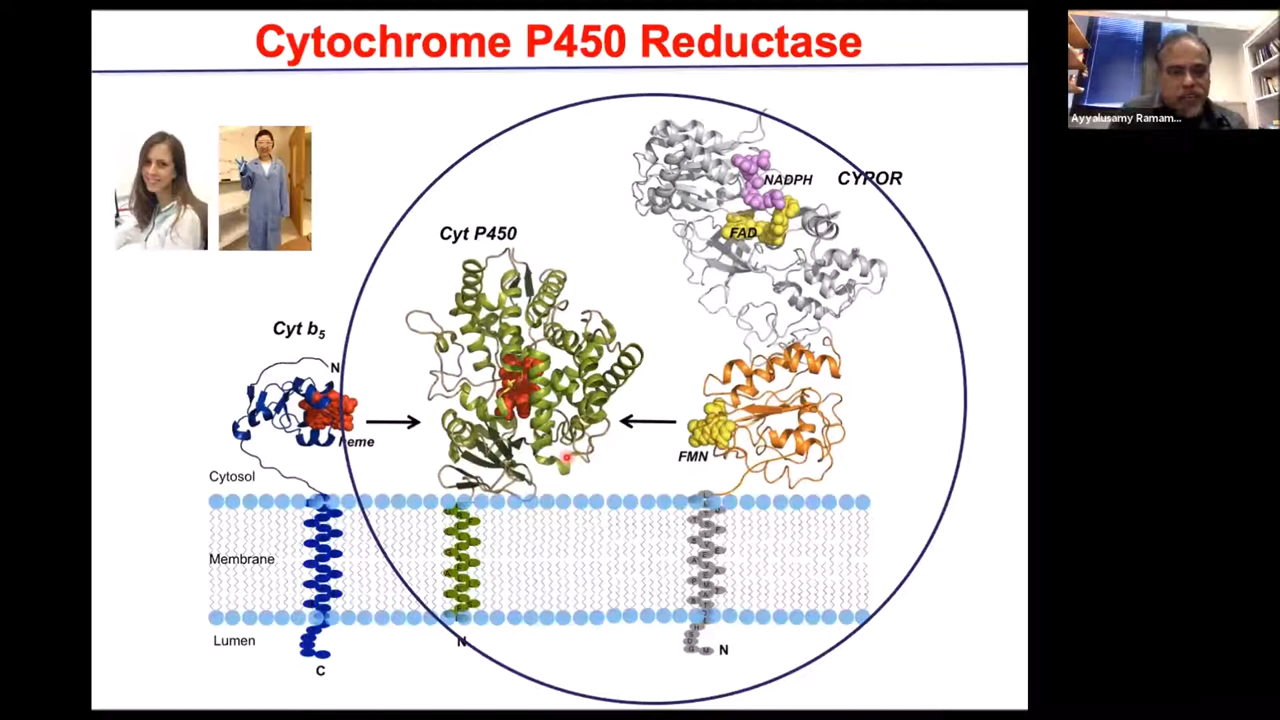 Cytochrome P450 Reductase
Ayyalusamy Ramam...
NADPH
CYPOR
FAD
Cyt P450
Cyt b5
N
heme
FMN
Cytosol
Membrane
Lumen
N
N
C